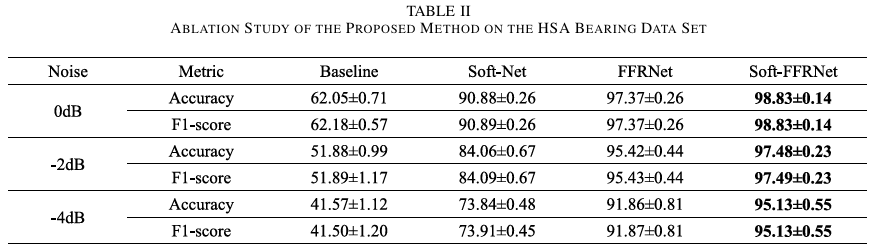 TABLE II
ABLATION STUDY OF THE PROPOSED METHOD ON THE HSA BEARING DATA SET
Noise Metric Baseline Soft-Net FFRNet Soft-FFRNet
0dB Accuracy 62.05±0.71 90.88±0.26 97.37±0.26 98.83±0.14
F1-score 62.18±0.57 90.89±0.26 97.37±0.26 98.83±0.14
-2dB Accuracy 51.88±0.99 84.06±0.67 95.42±0.44 97.48±0.23
F1-score 51.89±1.17 84.09±0.67 95.43±0.44 97.49±0.23
-4dB Accuracy 41.57±1.12 73.84±0.48 91.86±0.81 95.13±0.55
F1-score 41.50±1.20 73.91±0.45 91.87±0.81 95.13±0.55